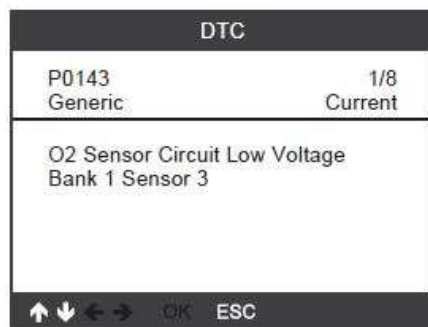 DTC
P0143 1/8
Generic Current
O2 Sensor Circuit Low Voltage
Bank 1 Sensor 3
OK ESC